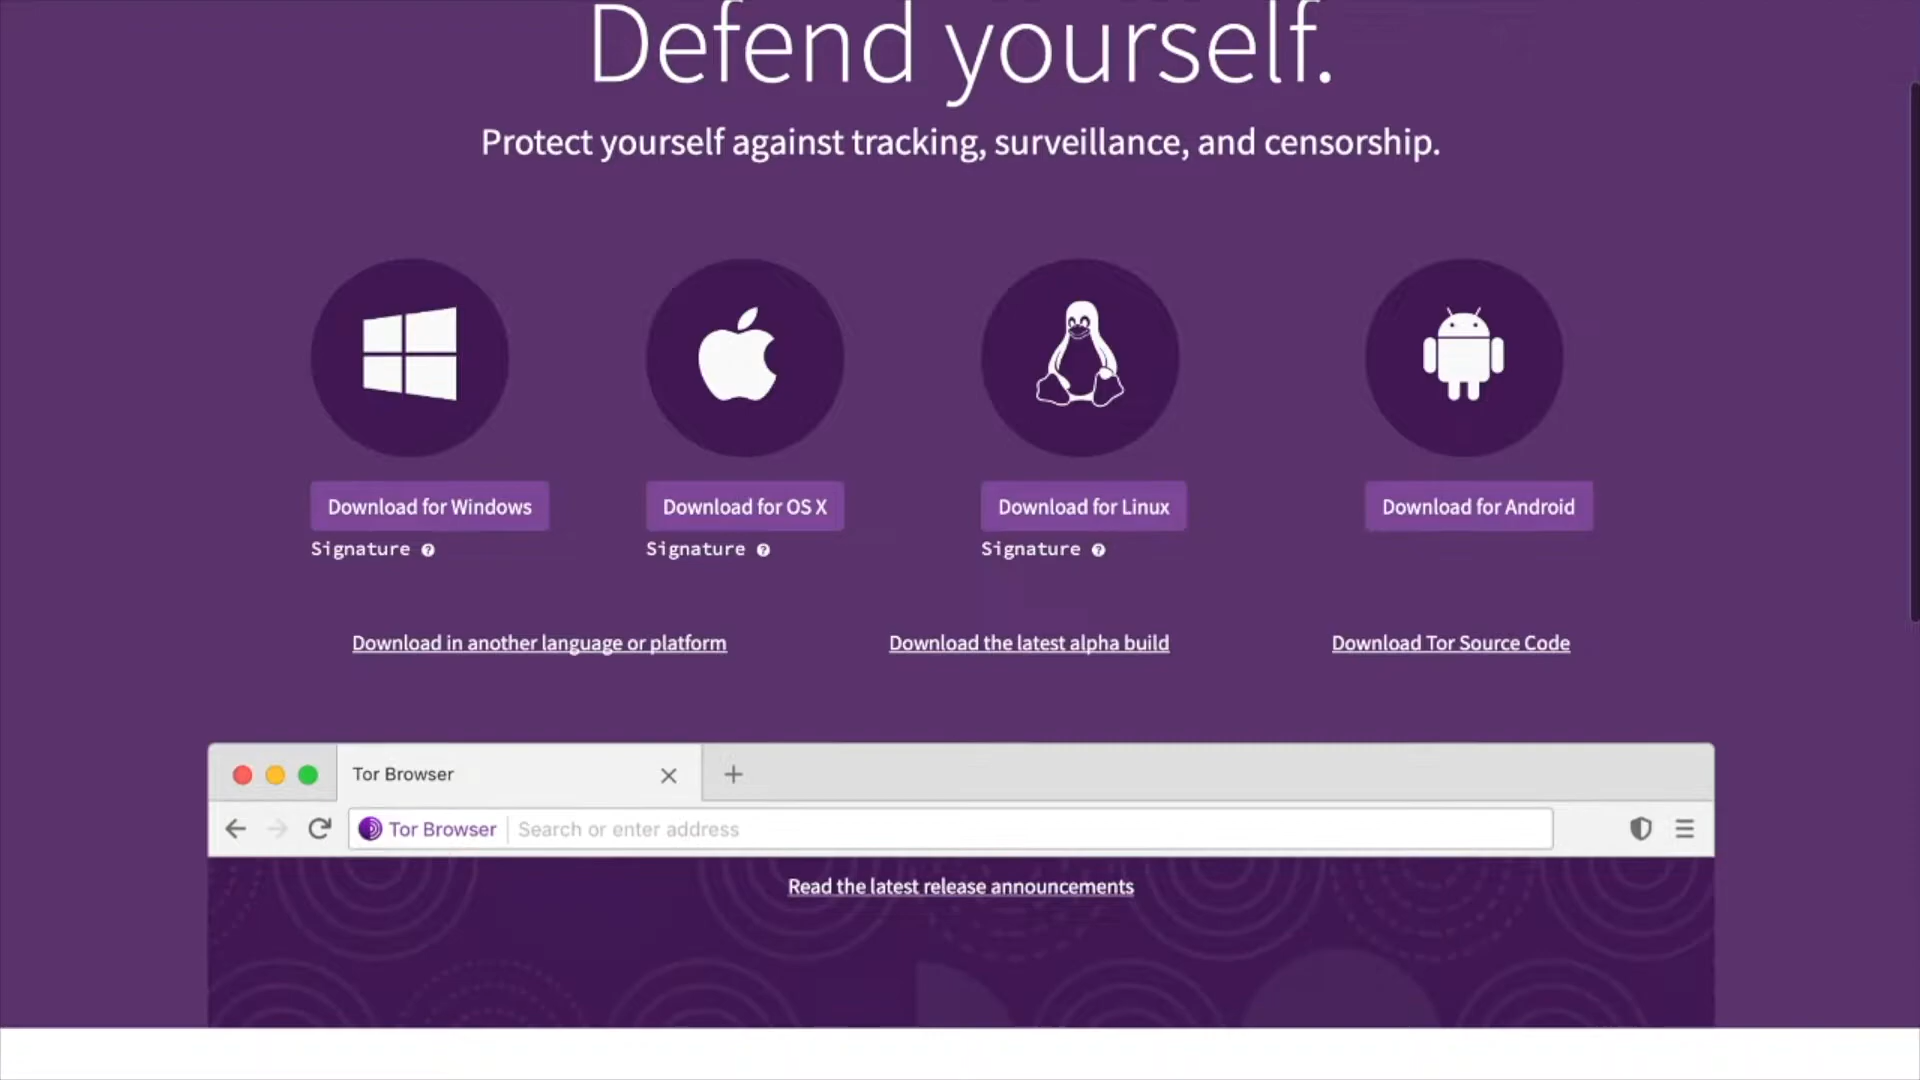 Defend yourself.
Protect yourself against tracking, surveillance, and censorship.
Download for Windows
Download for OS X
Download for Linux
Download for Android
Signature ?
Signature ?
Signature ?
Download in another language or platform
Download the latest alpha build
Download Tor Source Code
Tor Browser
Tor Browser
Search or enter address
Read the latest release announcements